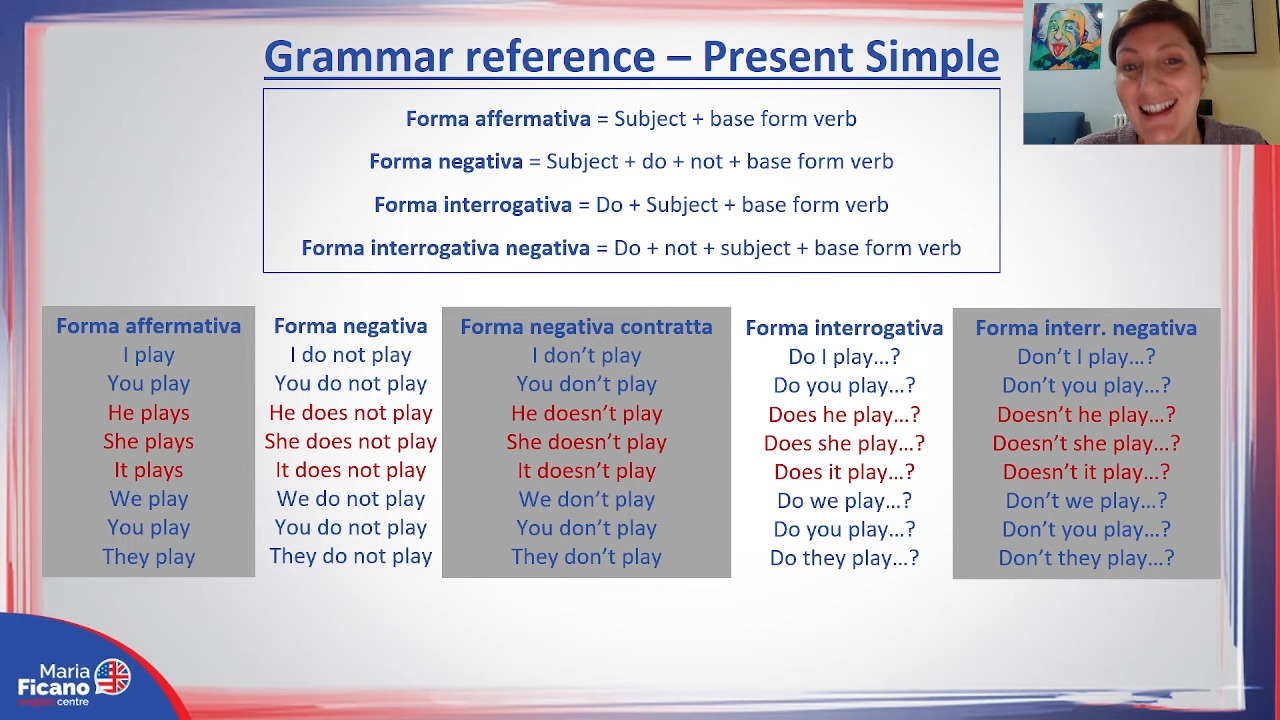 Grammar reference – Present Simple
Forma affermativa = Subject + base form verb
Forma negativa = Subject + do + not + base form verb
Forma interrogativa = Do + Subject + base form verb
Forma interrogativa negativa = Do + not + subject + base form verb
Forma affermativa
I play
You play
He plays
She plays
It plays
We play
You play
They play
Forma negativa
I do not play
You do not play
He does not play
She does not play
It does not play
We do not play
You do not play
They do not play
Forma negativa contratta
I don’t play
You don’t play
He doesn’t play
She doesn’t play
It doesn’t play
We don’t play
You don’t play
They don’t play
Forma interrogativa
Do I play…?
Do you play…?
Does he play…?
Does she play…?
Does it play…?
Do we play…?
Do you play…?
Do they play…?
Forma interr. negativa
Don’t I play…?
Don’t you play…?
Doesn’t he play…?
Doesn’t she play…?
Doesn’t it play…?
Don’t we play…?
Don’t you play…?
Don’t they play…?
Maria
Ficano
english centre